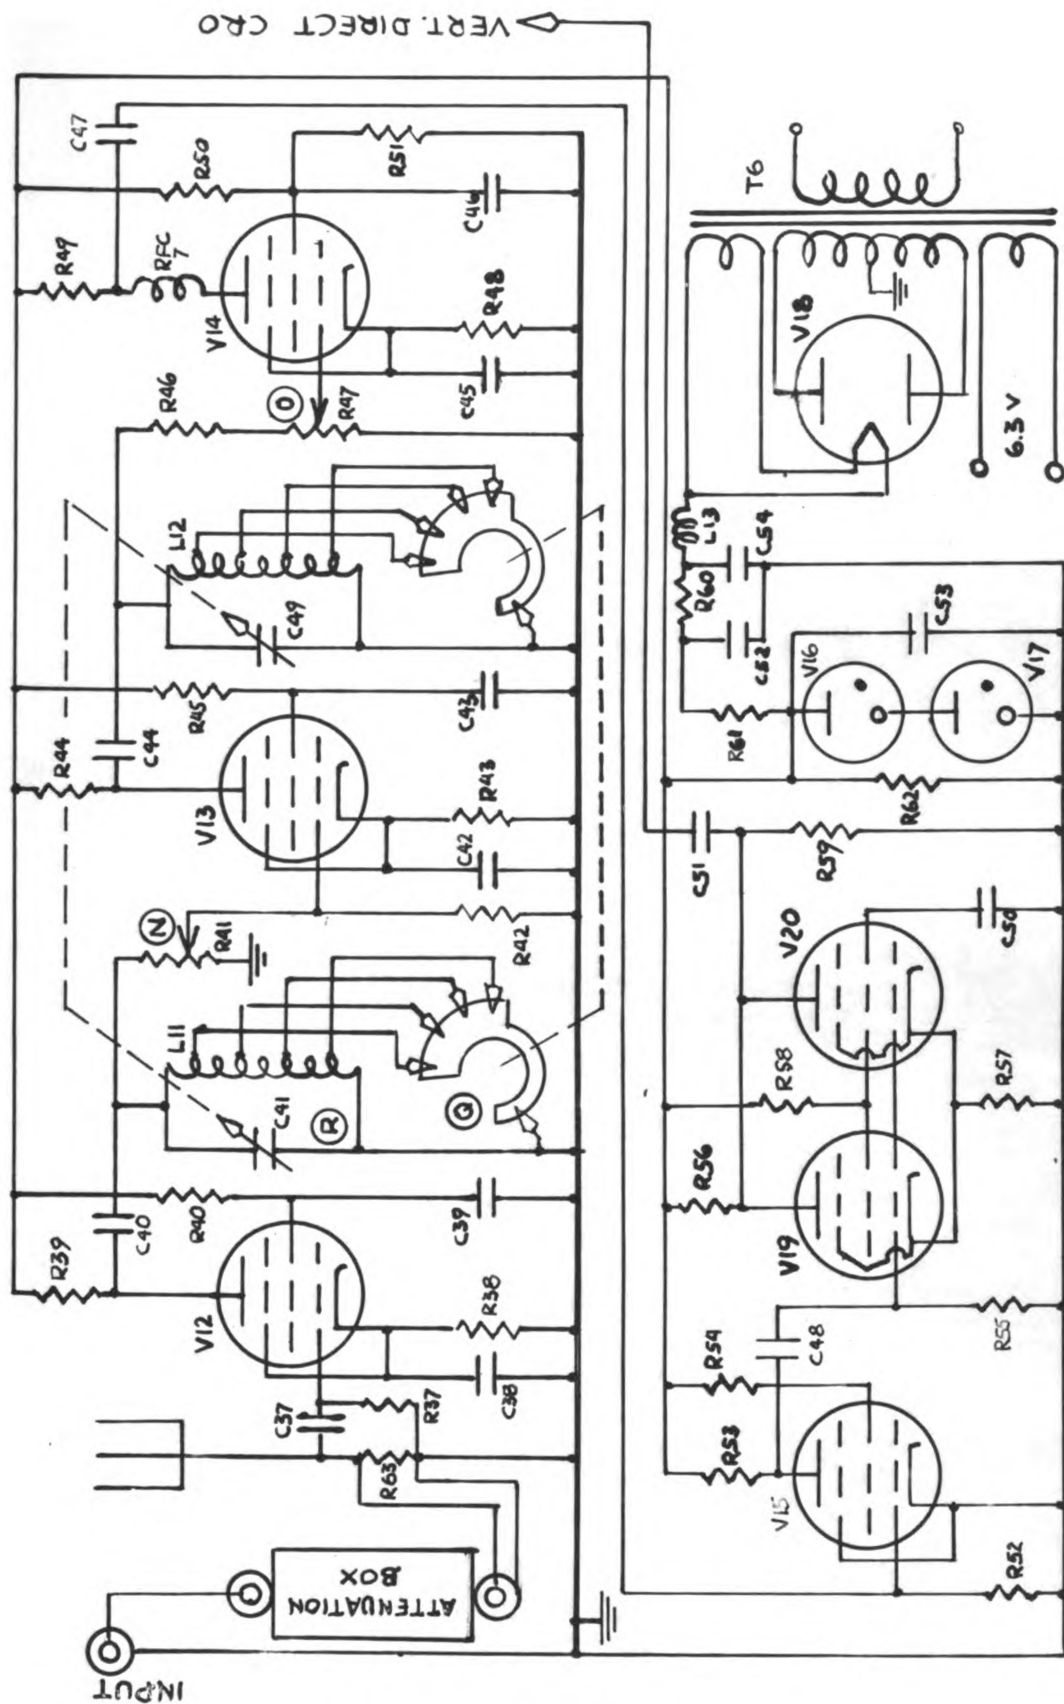 INPUT
ATTENUATION
BOX
C37
R63
R37
V12
R39
C40
R40
C38
R38
C39
C41
R
L11
Q
N
R41
R42
V13
R44
C44
R45
C42
R43
C43
C49
L12
R46
O
R47
V14
R49
RFC
7
R50
C47
C45
R48
C46
R51
VERT. DIRECT CRO
V15
R52
R53
R54
C48
R55
V19
R56
R58
V20
R57
C50
C51
R59
R62
R61
V16
V17
C53
C52
R60
C54
L13
V18
6.3 V
T6